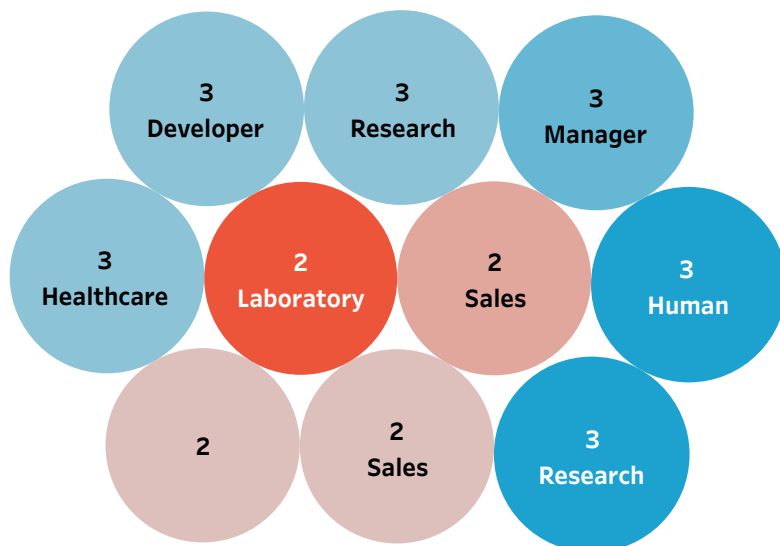 3
Developer
3
Research
3
Manager
3
Healthcare
2
Laboratory
2
Sales
3
Human
2
2
Sales
3
Research